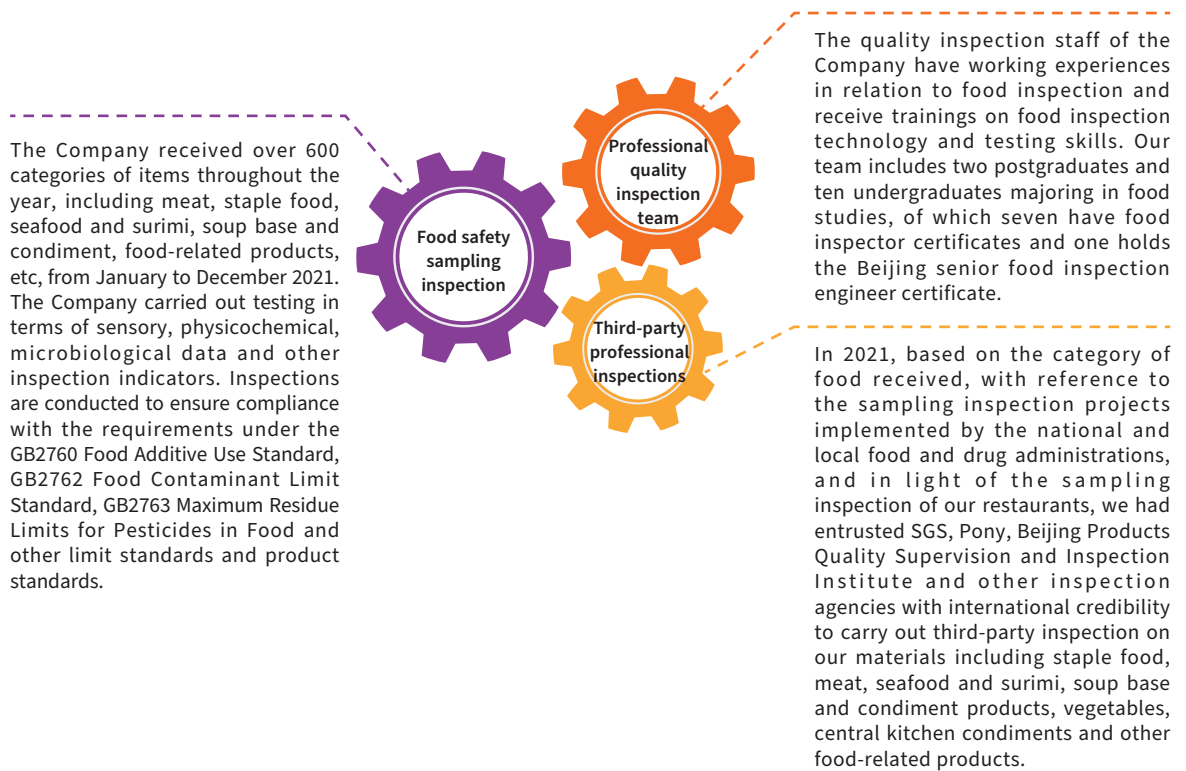 The Company received over 600
categories of items throughout the
year, including meat, staple food,
seafood and surimi, soup base and
condiment, food-related products,
etc, from January to December 2021.
The Company carried out testing in
terms of sensory, physicochemical,
microbiological data and other
inspection indicators. Inspections
are conducted to ensure compliance
with the requirements under the
GB2760 Food Additive Use Standard,
GB2762 Food Contaminant Limit
Standard, GB2763 Maximum Residue
Limits for Pesticides in Food and
other limit standards and product
standards.
Food safety
sampling
inspection
Professional
quality
inspection
team
Third-party
professional
inspections
The quality inspection staff of the
Company have working experiences
in relation to food inspection and
receive trainings on food inspection
technology and testing skills. Our
team includes two postgraduates and
ten undergraduates majoring in food
studies, of which seven have food
inspector certificates and one holds
the Beijing senior food inspection
engineer certificate.
In 2021, based on the category of
food received, with reference to
the sampling inspection projects
implemented by the national and
local food and drug administrations,
and in light of the sampling
inspection of our restaurants, we had
entrusted SGS, Pony, Beijing Products
Quality Supervision and Inspection
Institute and other inspection
agencies with international credibility
to carry out third-party inspection on
our materials including staple food,
meat, seafood and surimi, soup base
and condiment products, vegetables,
central kitchen condiments and other
food-related products.